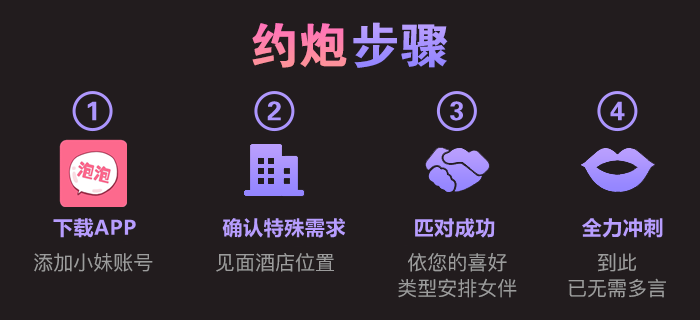 约炮步骤
1
2
3
4
泡泡
下载APP
确认特殊需求
匹对成功
全力冲刺
添加小妹账号
见面酒店位置
依您的喜好
类型安排女伴
到此
已无需多言